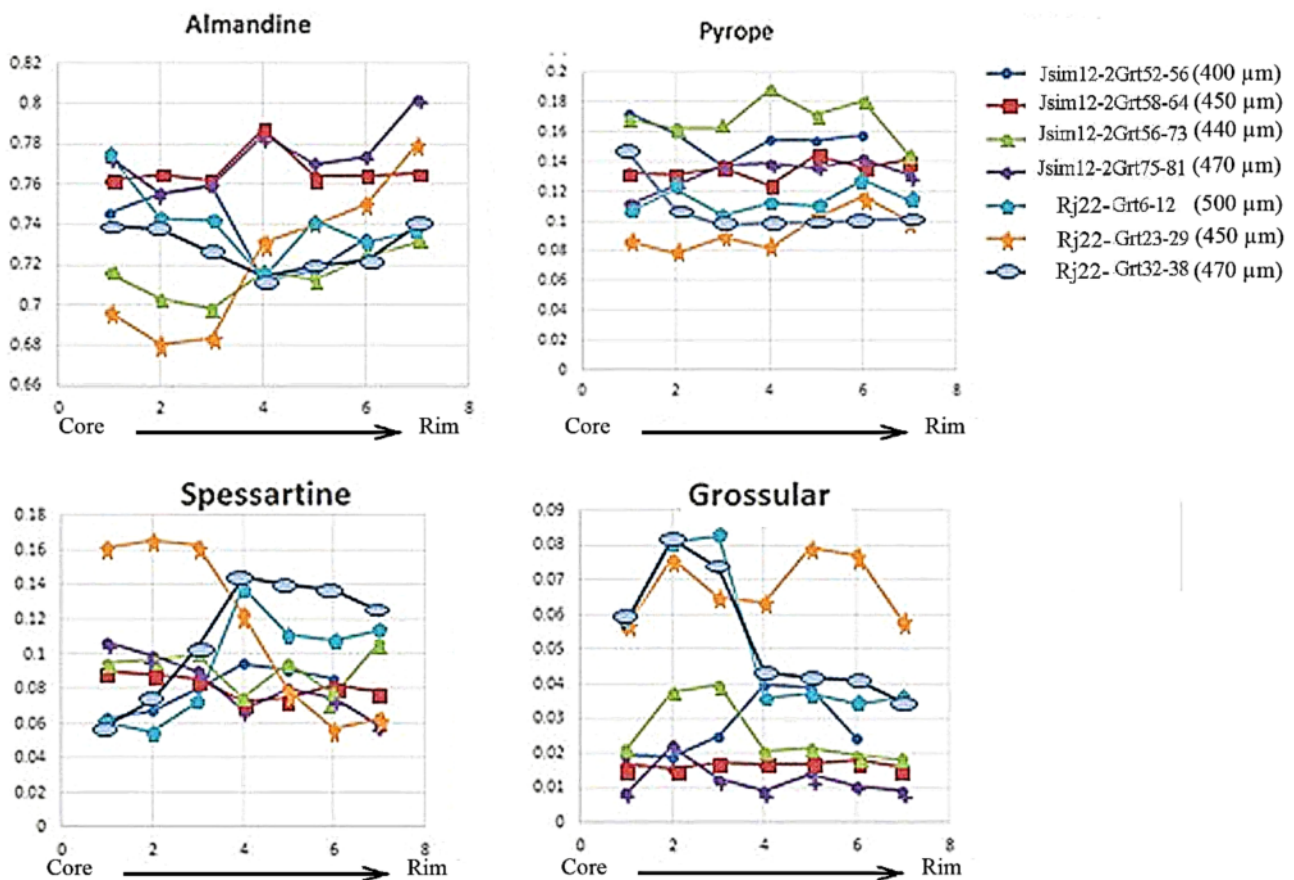 Almandine
0.82
0.8
0.78
0.76
0.74
0.72
0.7
0.68
0.66
0 2 4 6 8
Core Rim
Pyrope
0.2
0.18
0.16
0.14
0.12
0.1
0.08
0.06
0.04
0.02
0
0 2 4 6 8
Core Rim
Jsim12-2Grt52-56 (400 µm)
Jsim12-2Grt58-64 (450 µm)
Jsim12-2Grt56-73 (440 µm)
Jsim12-2Grt75-81 (470 µm)
Rj22-Grt6-12 (500 µm)
Rj22-Grt23-29 (450 µm)
Rj22- Grt32-38 (470 µm)
Spessartine
0.18
0.16
0.14
0.12
0.1
0.08
0.06
0.04
0.02
0
0 2 4 6 8
Core Rim
Grossular
0.09
0.08
0.07
0.06
0.05
0.04
0.03
0.02
0.01
0
0 2 4 6 8
Core Rim